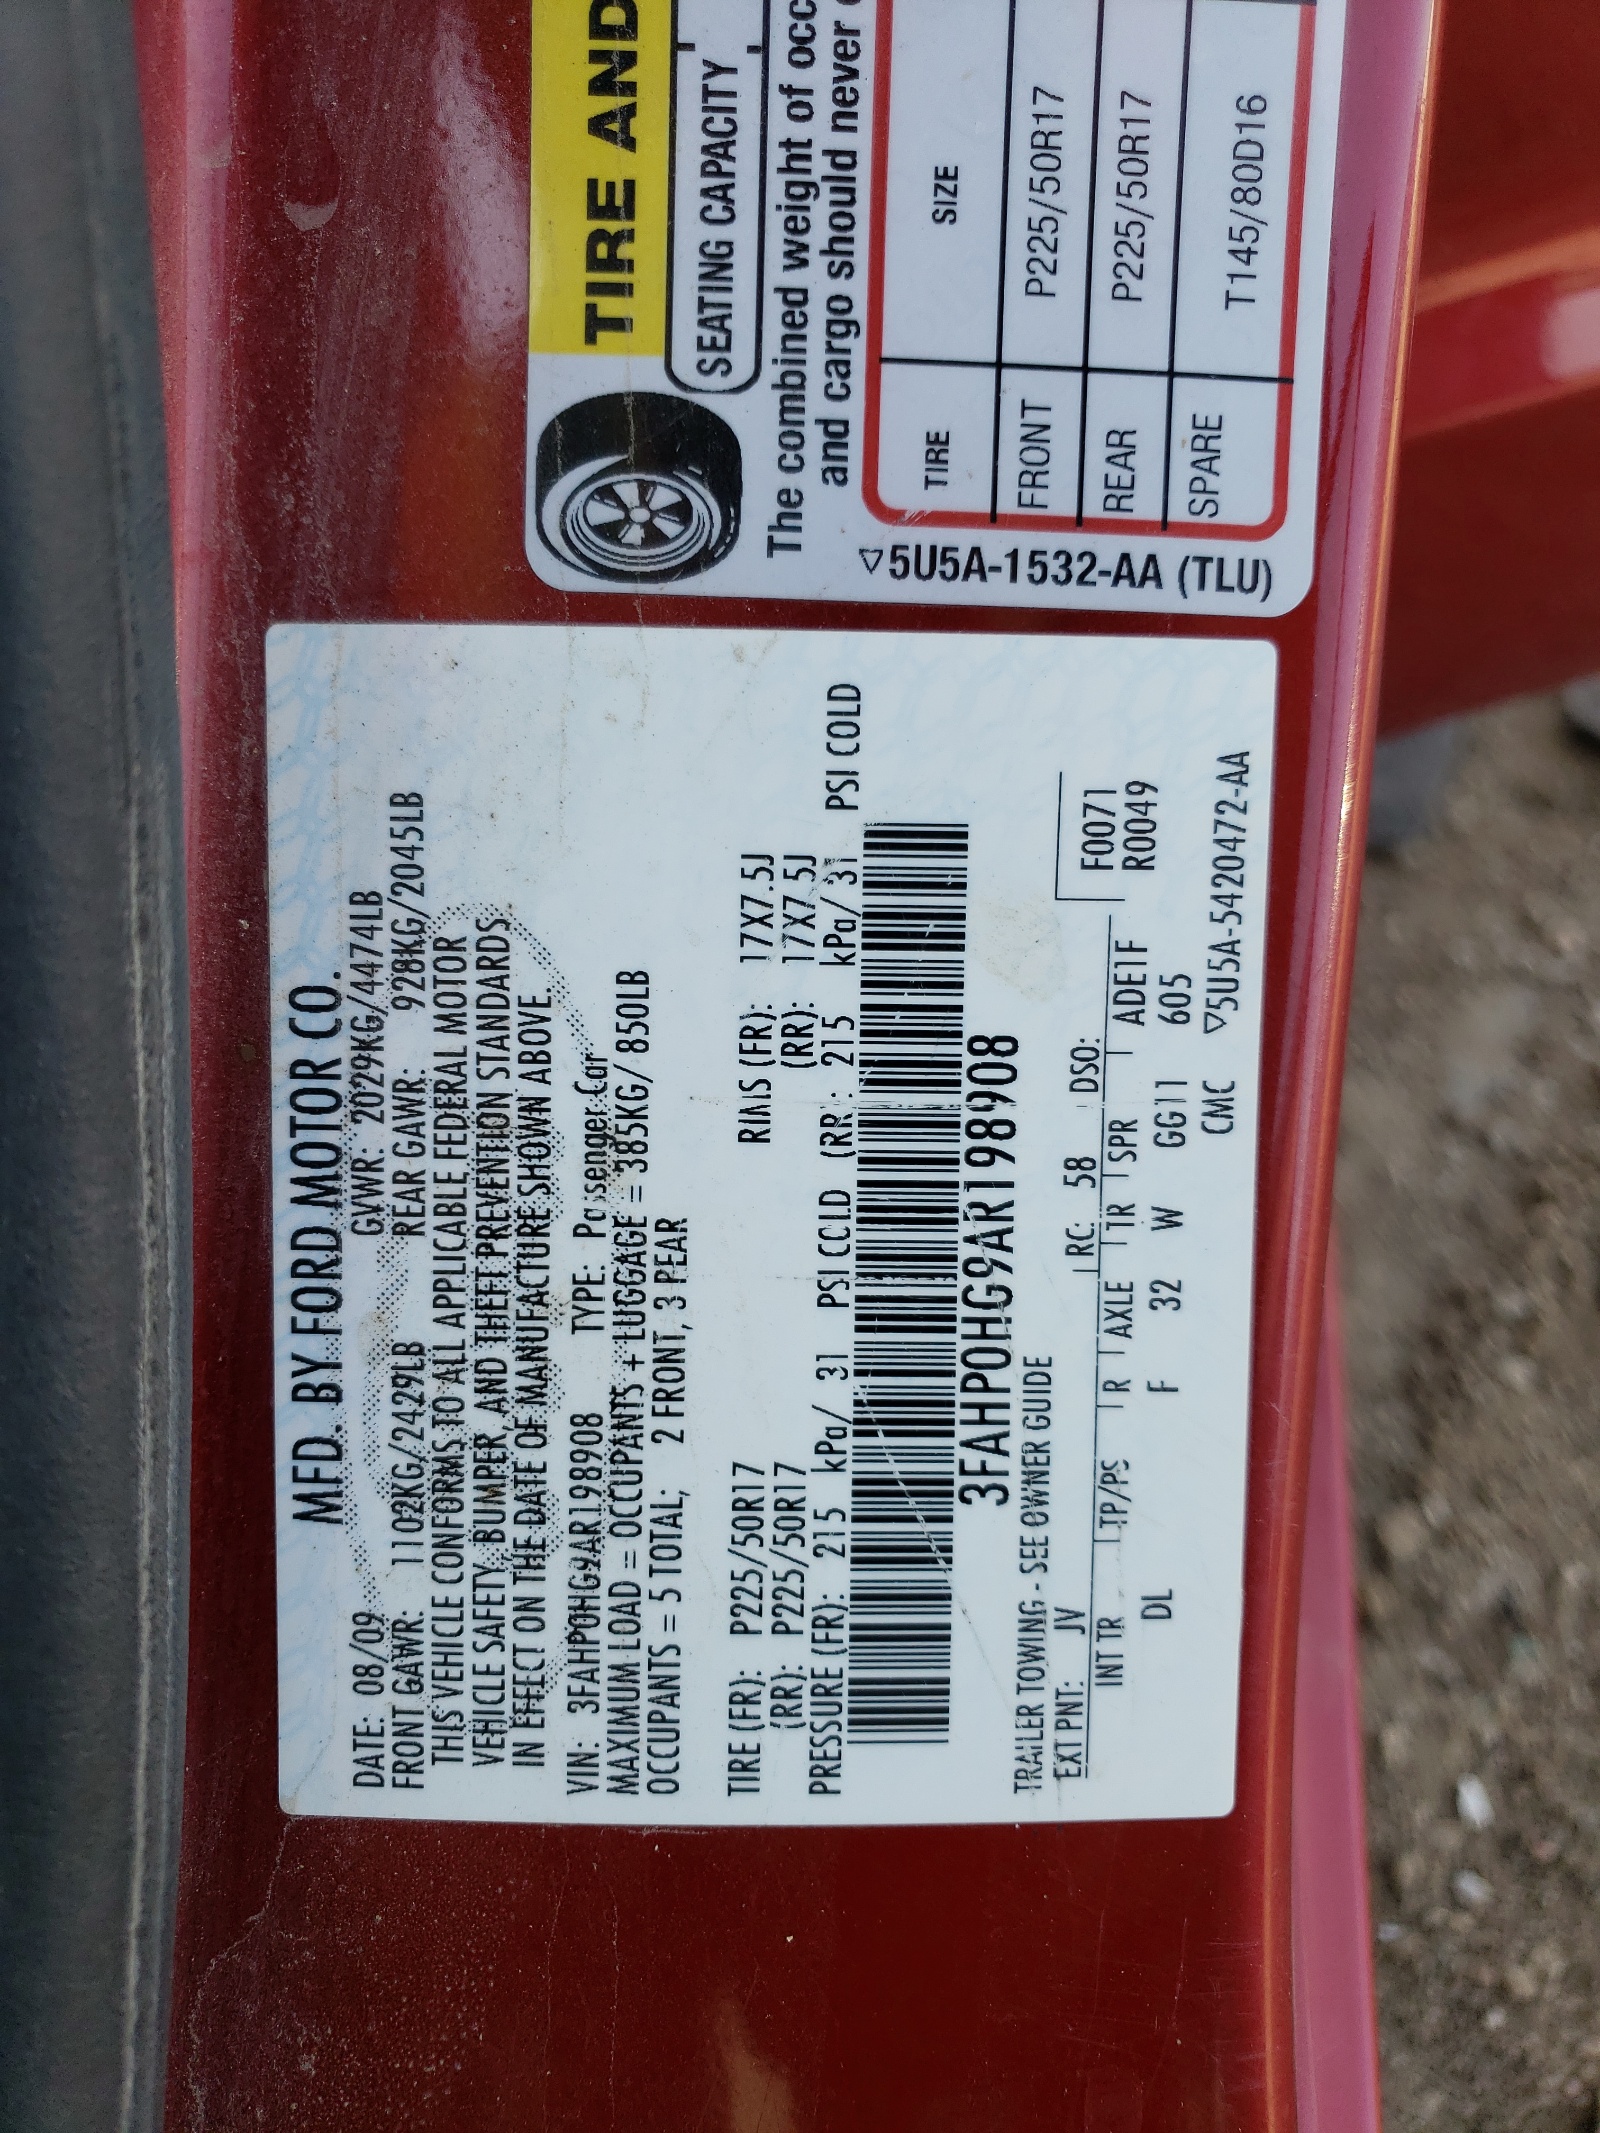 MFD. BY FORD MOTOR CO.
DATE: 08/09 GVWR: 2029KG/4474LB
FRONT GAWR: 1102KG/2429LB REAR GAWR: 928KG/2045LB
THIS VEHICLE CONFORMS TO ALL APPLICABLE FEDERAL MOTOR
VEHICLE SAFETY, BUMPER, AND THEFT PREVENTION STANDARDS
IN EFFECT ON THE DATE OF MANUFACTURE SHOWN ABOVE.
VIN: 3FAHP0HG9AR198908 TYPE: Passenger Car
MAXIMUM LOAD = OCCUPANTS + LUGGAGE = 385KG/ 850LB
OCCUPANTS = 5 TOTAL; 2 FRONT, 3 REAR
TIRE (FR): P225/50R17 RIMS (FR): 17X7.5J
(RR): P225/50R17 (RR): 17X7.5J
PRESSURE (FR): 215 kPa/ 31 PSI COLD (RR): 215 kPa/ 31 PSI COLD
3FAHP0HG9AR198908
TRAILER TOWING - SEE OWNER GUIDE
EXT PNT: JV RC: 58 DSO:
F0071
R0049
INT TR TP/PS R AXLE TR SPR ADE1F
DL F 32 W GG11 605
CMC ▽5U5A-5420472-AA
TIRE AND
SEATING CAPACITY
The combined weight of occ
and cargo should never
TIRE SIZE
FRONT P225/50R17
REAR P225/50R17
SPARE T145/80D16
▽5U5A-1532-AA (TLU)